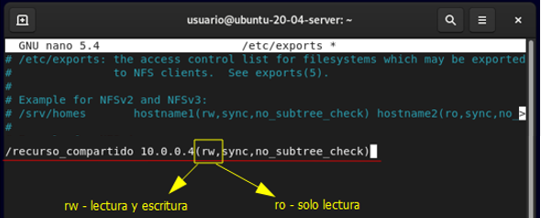 usuario@ubuntu-20-04-server: ~
GNU nano 5.4 /etc/exports *
# /etc/exports: the access control list for filesystems which may be exported
# to NFS clients. See exports(5).
#
# Example for NFSv2 and NFSv3:
# /srv/homes hostname1(rw,sync,no_subtree_check) hostname2(ro,sync,no_>
#
/recurso_compartido 10.0.0.4(rw,sync,no_subtree_check)
rw - lectura y escritura
ro - solo lectura